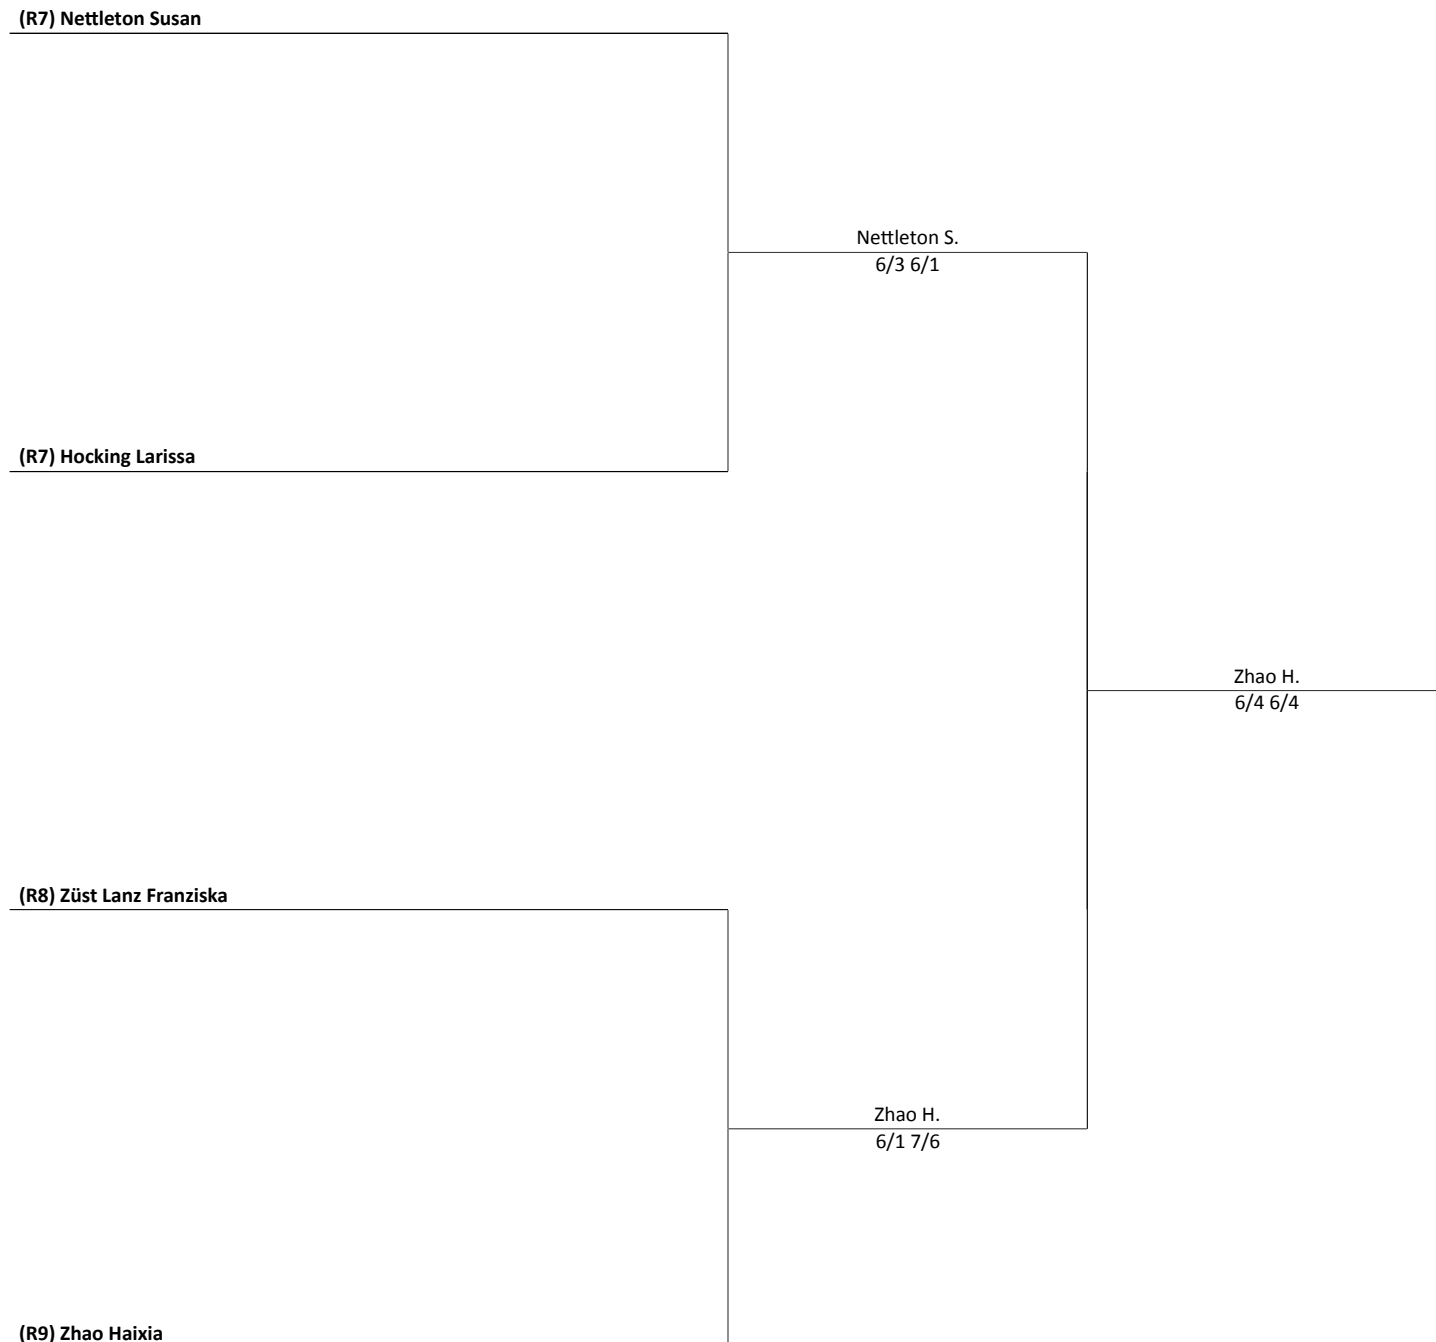 (R7) Nettleton Susan
Nettleton S.
6/3 6/1
(R7) Hocking Larissa
Zhao H.
6/4 6/4
(R8) Züst Lanz Franziska
Zhao H.
6/1 7/6
(R9) Zhao Haixia